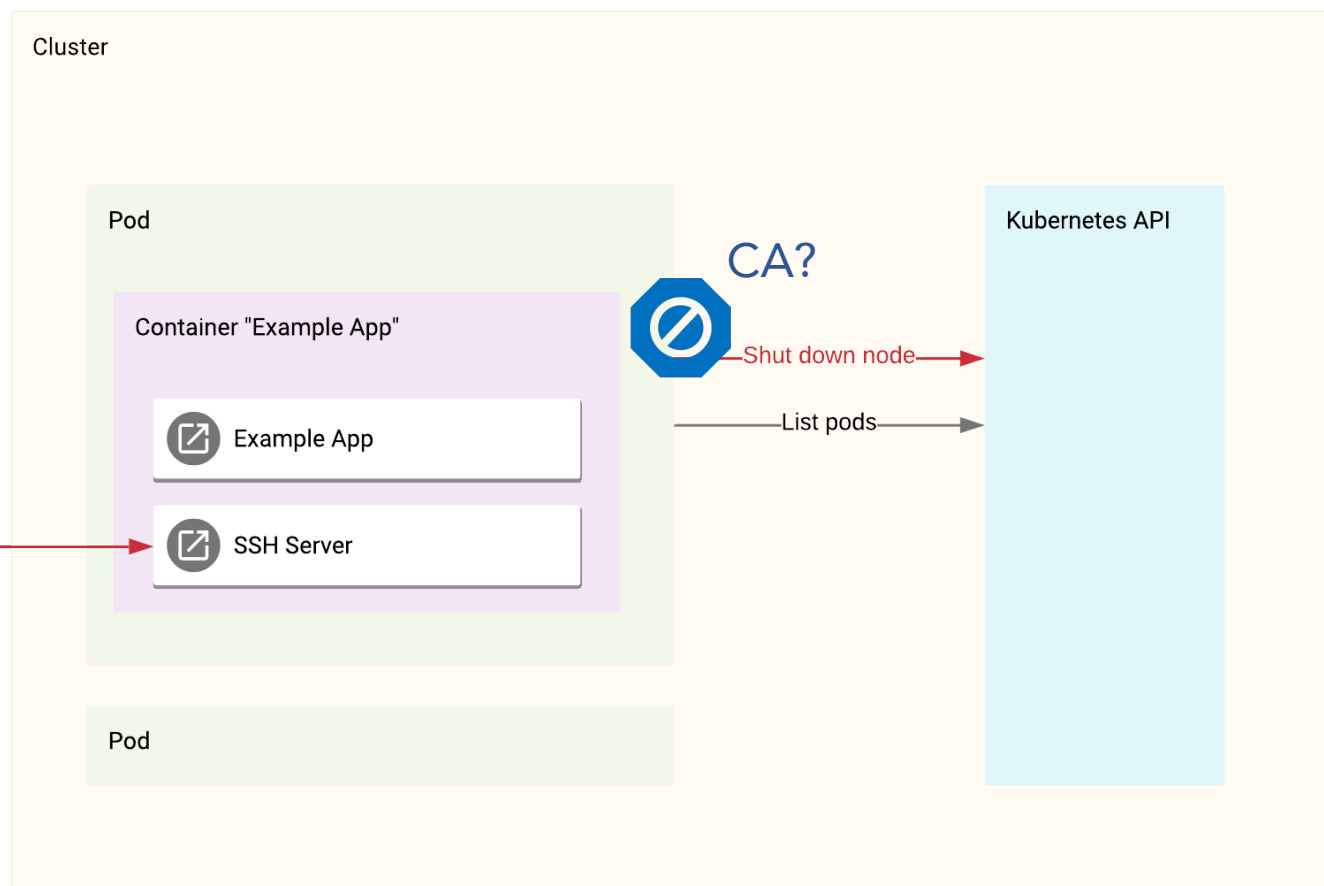 Cluster
Pod
Kubernetes API
CA?
Container "Example App"
Shut down node
List pods
Example App
SSH Server
Pod